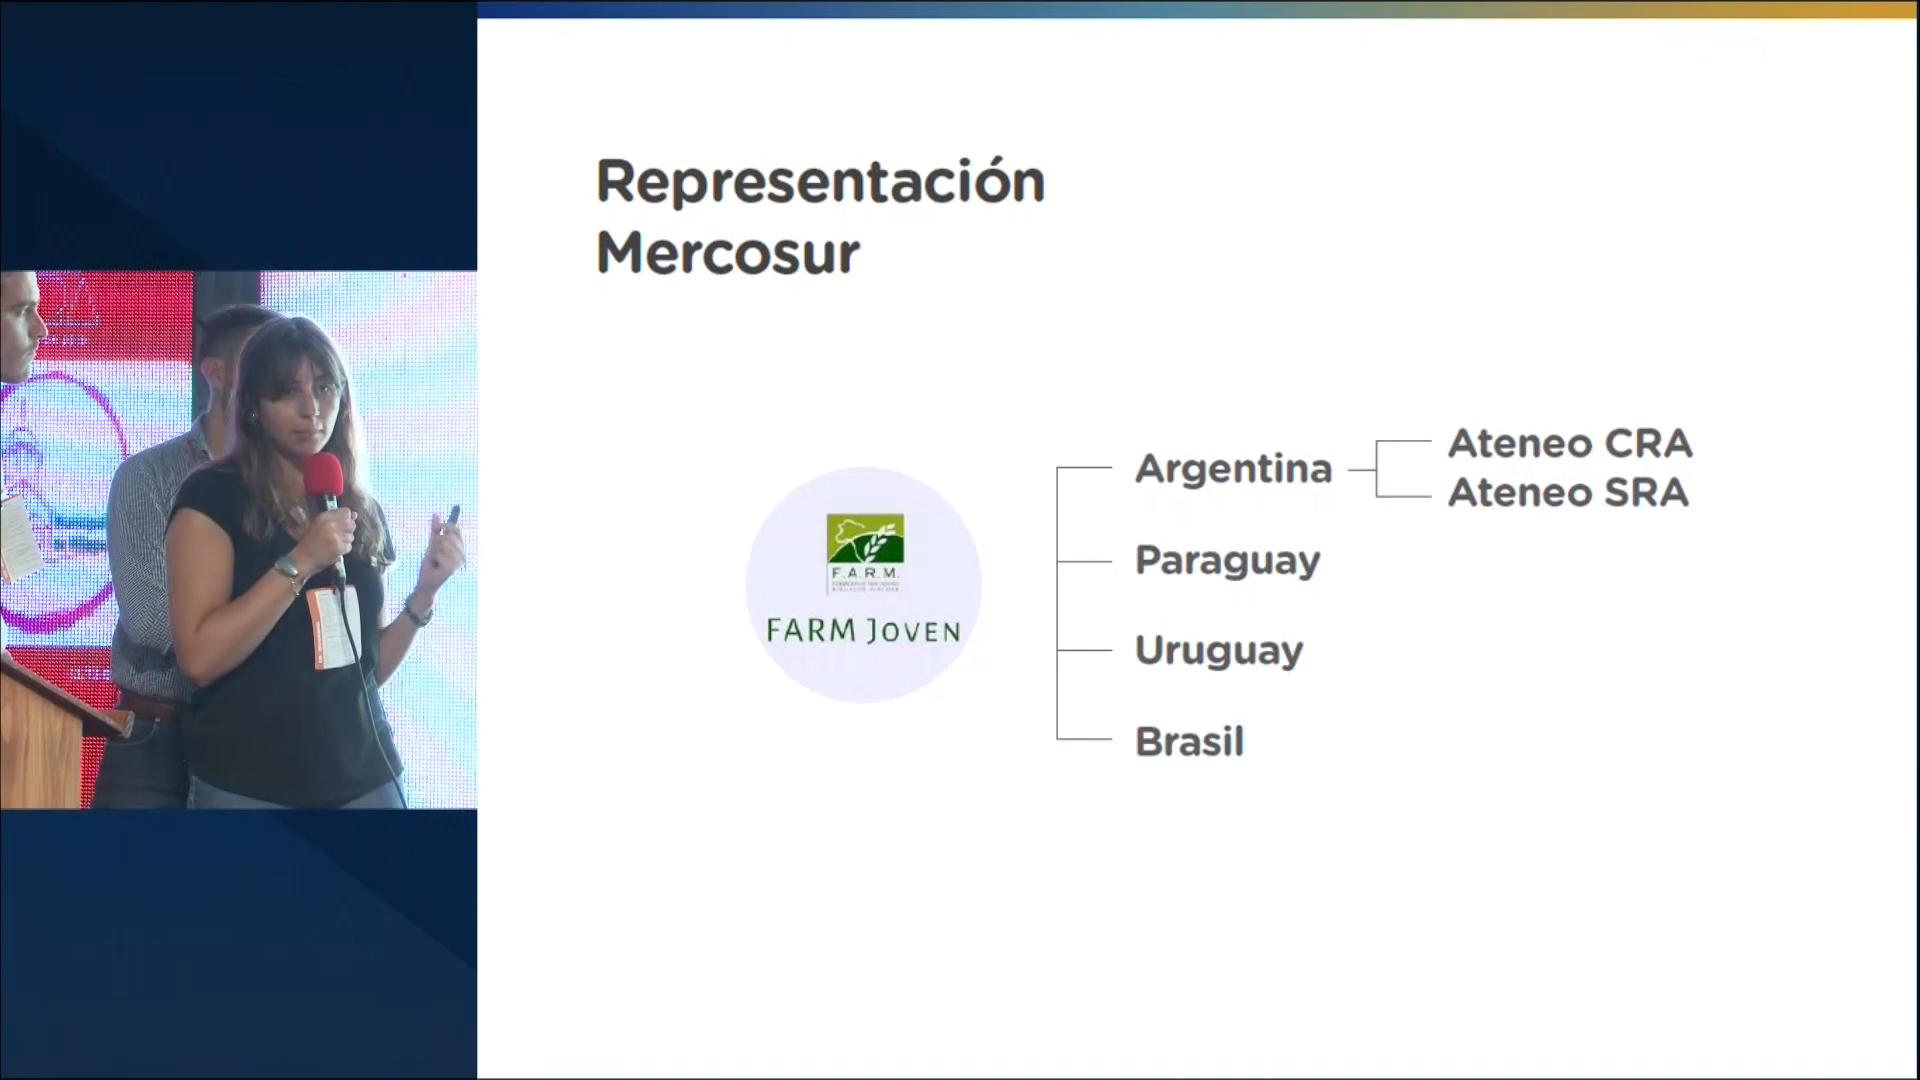 Representación
Mercosur
Argentina
Ateneo CRA
Ateneo SRA
Paraguay
Uruguay
Brasil
F.A.R.M.
FARM JOVEN